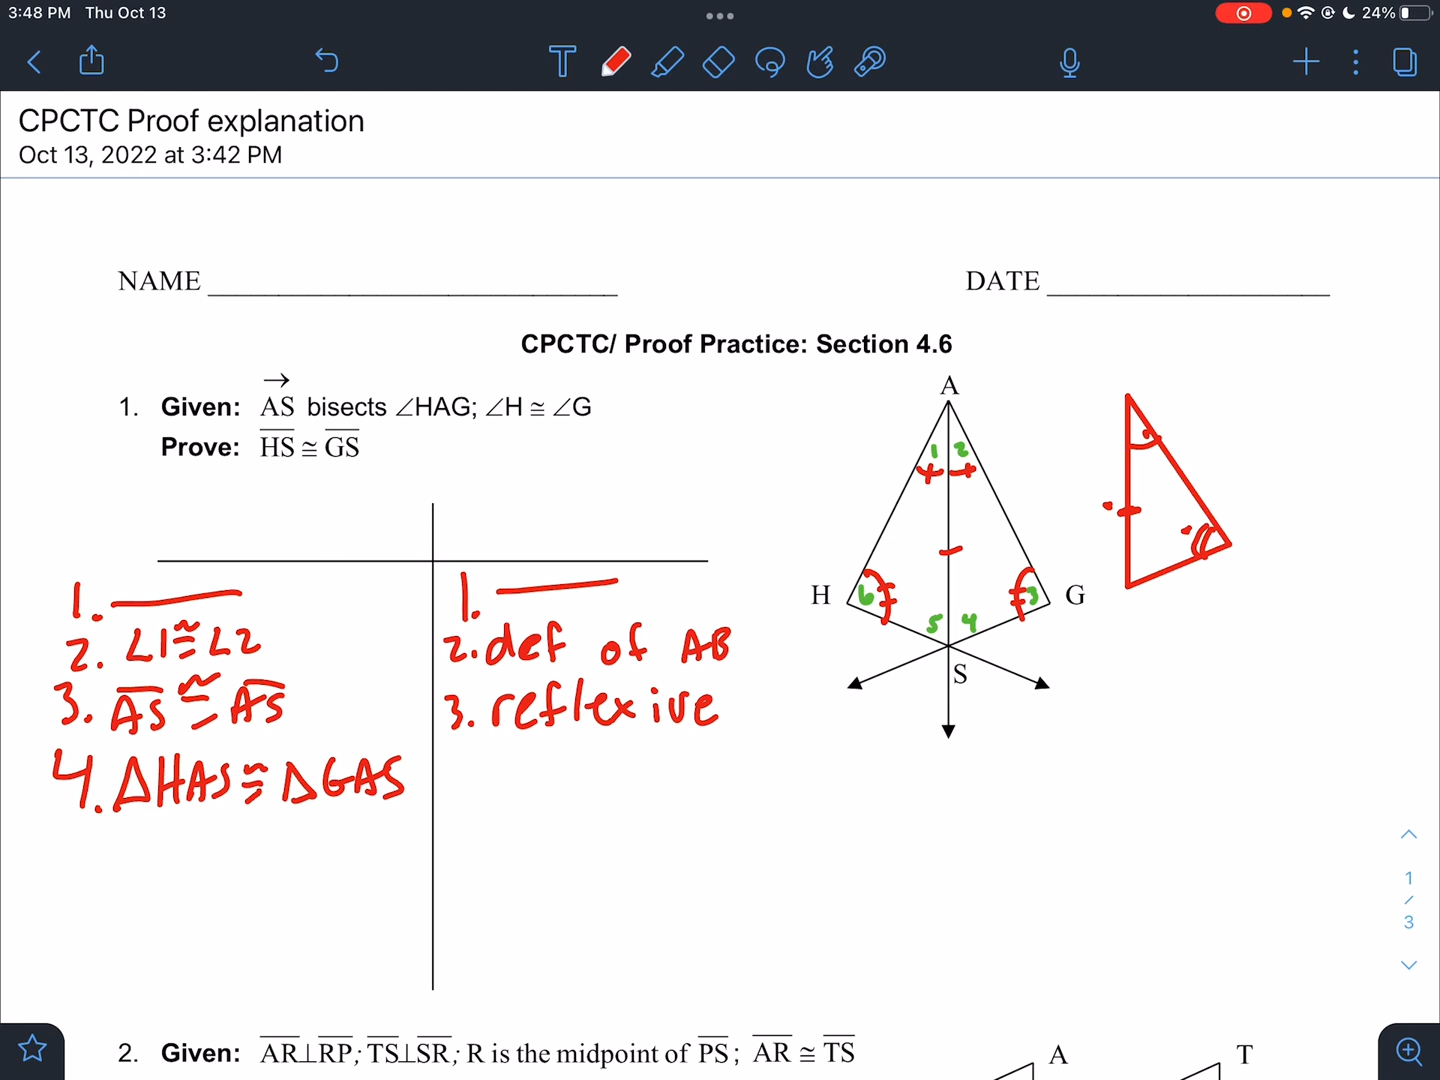 3:48 PM Thu Oct 13
24%
CPCTC Proof explanation
Oct 13, 2022 at 3:42 PM
NAME
DATE
CPCTC/ Proof Practice: Section 4.6
1. Given: AS bisects ∠HAG; ∠H ≅ ∠G
Prove: HS ≅ GS
A
1 2
H 6 3 G
5 4
S
1. 1.
2. ∠1≅∠2 2. def of AB
3. AS ≅ AS 3. reflexive
4. △HAS ≅ △GAS
1
/
3
2. Given: AR⊥RP; TS⊥SR; R is the midpoint of PS; AR ≅ TS
A T